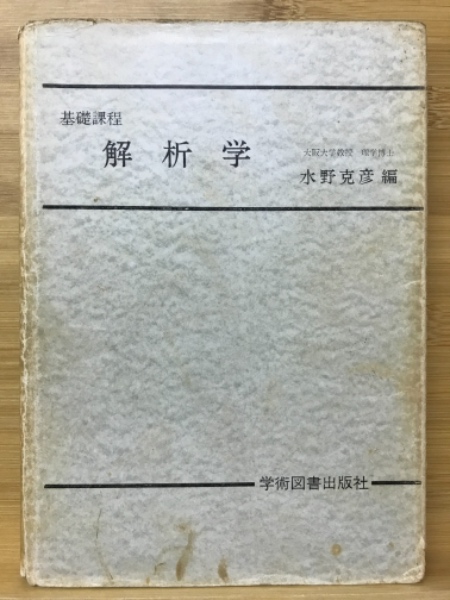 基礎課程
解析学
大阪大学教授 理学博士
水野克彦編
学術図書出版社